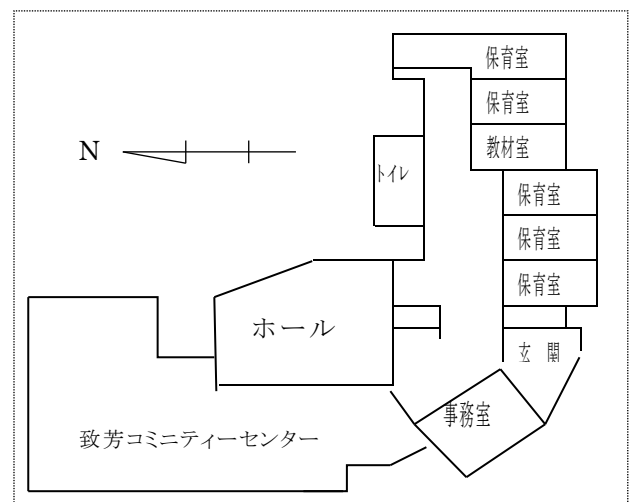 保育室
保育室
N
教材室
トイレ
保育室
保育室
保育室
ホール
玄　関
事務室
致芳コミニティーセンター